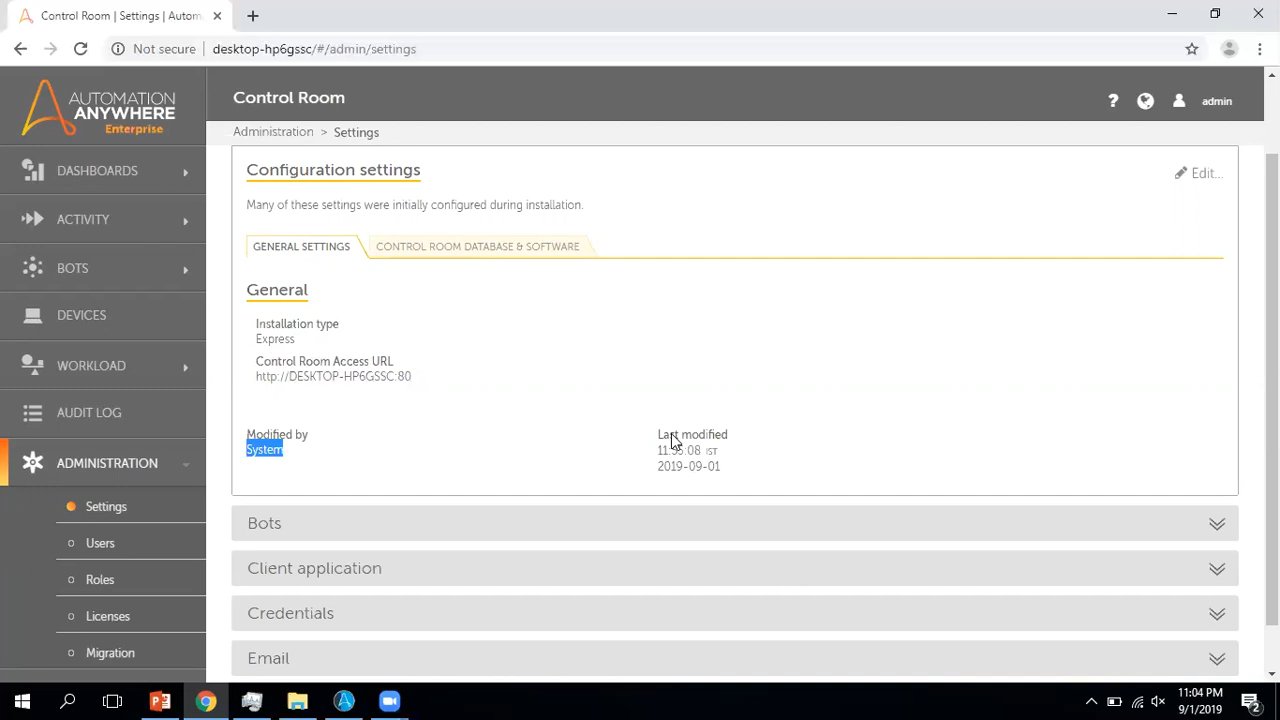 Control Room | Settings | Autom
Not secure
desktop-hp6gssc/#/admin/settings
AUTOMATION
ANYWHERE
Enterprise
Control Room
?
admin
Administration > Settings
DASHBOARDS
ACTIVITY
BOTS
DEVICES
WORKLOAD
AUDIT LOG
ADMINISTRATION
Settings
Users
Roles
Licenses
Migration
Configuration settings
Edit...
Many of these settings were initially configured during installation.
GENERAL SETTINGS
CONTROL ROOM DATABASE & SOFTWARE
General
Installation type
Express
Control Room Access URL
http://DESKTOP-HP6GSSC:80
Modified by
System
Last modified
IST
2019-09-01
Bots
Client application
Credentials
Email
11:04 PM
9/1/2019
2